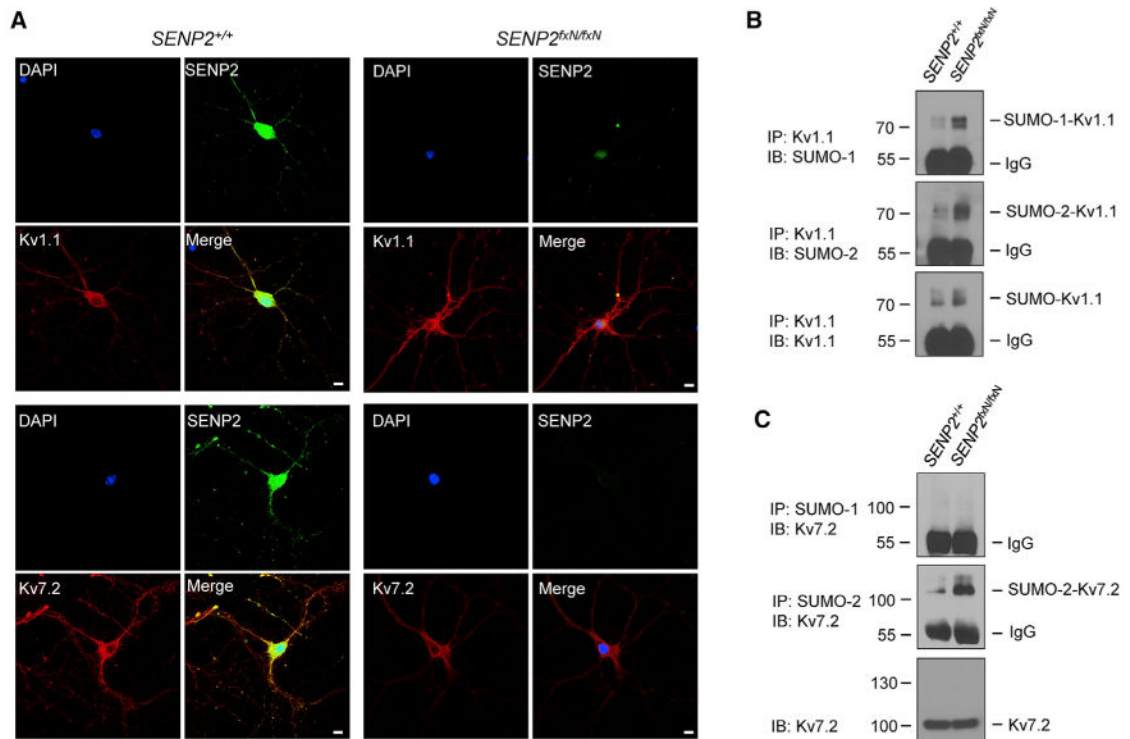 A
SENP2+/+
SENP2fxN/fxN
DAPI
SENP2
DAPI
SENP2
Kv1.1
Merge
Kv1.1
Merge
DAPI
SENP2
DAPI
SENP2
Kv7.2
Merge
Kv7.2
Merge
B
SENP2+/+
SENP2fxN/fxN
IP: Kv1.1
IB: SUMO-1
70
55
SUMO-1-Kv1.1
IgG
IP: Kv1.1
IB: SUMO-2
70
55
SUMO-2-Kv1.1
IgG
IP: Kv1.1
IB: Kv1.1
70
55
SUMO-Kv1.1
IgG
C
SENP2+/+
SENP2fxN/fxN
IP: SUMO-1
IB: Kv7.2
100
55
IgG
IP: SUMO-2
IB: Kv7.2
100
55
SUMO-2-Kv7.2
IgG
IB: Kv7.2
130
100
Kv7.2